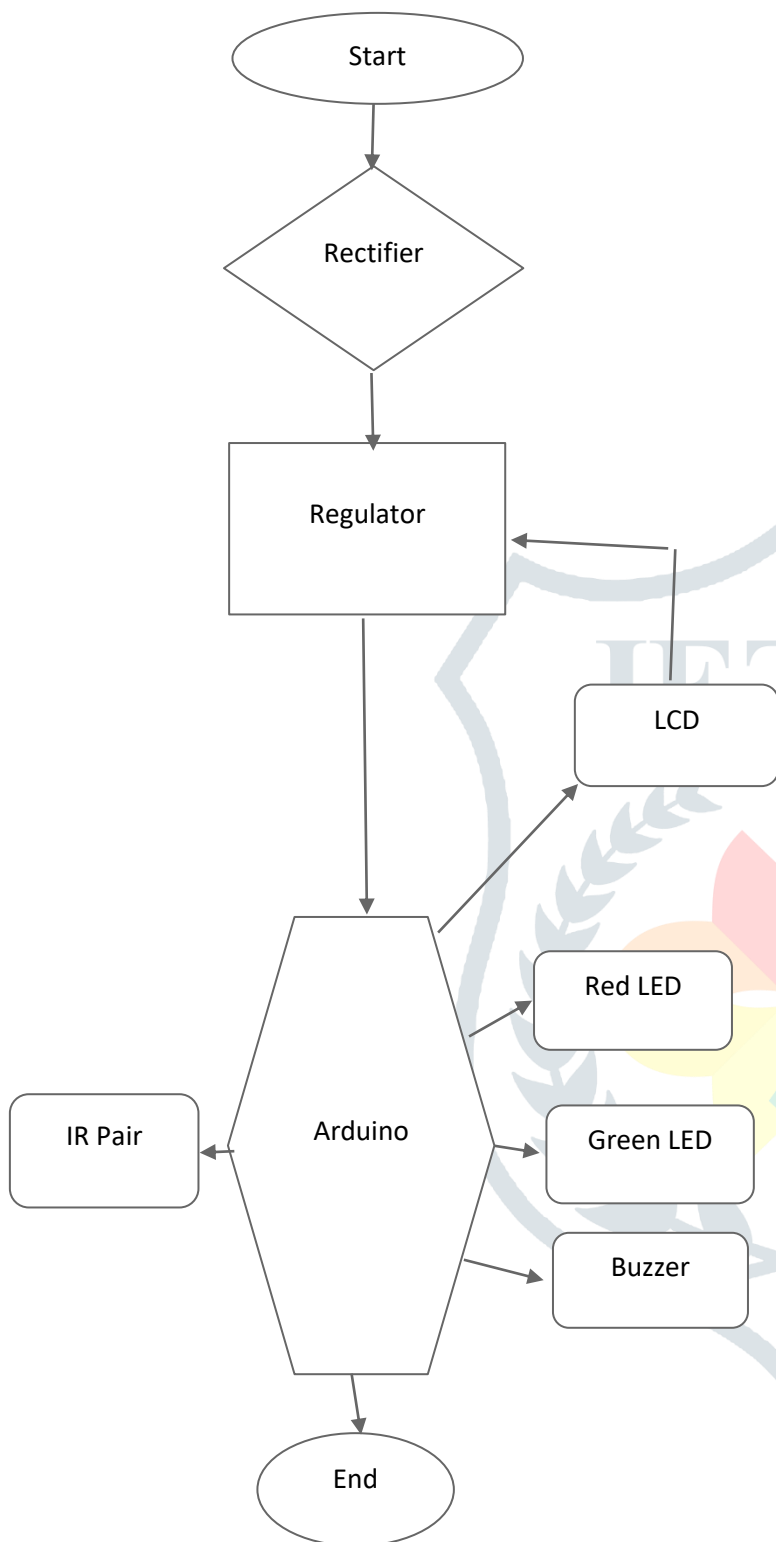 Start
Rectifier
Regulator
LCD
Red LED
IR Pair
Arduino
Green LED
Buzzer
End